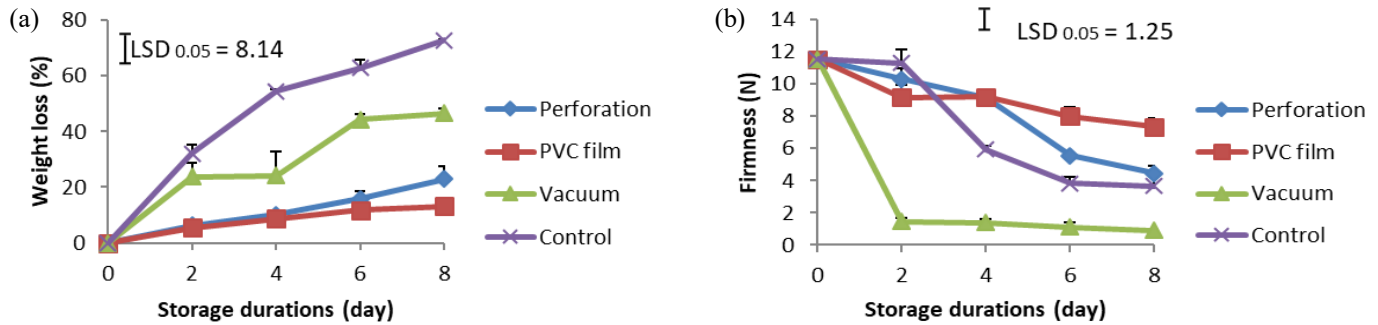 (a)
Weight loss (%)
80
60
40
20
0
LSD 0.05 = 8.14
0 2 4 6 8
Storage durations (day)
Perforation
PVC film
Vacuum
Control
(b)
Firmness (N)
14
12
10
8
6
4
2
0
LSD 0.05 = 1.25
0 2 4 6 8
Storage durations (day)
Perforation
PVC film
Vacuum
Control